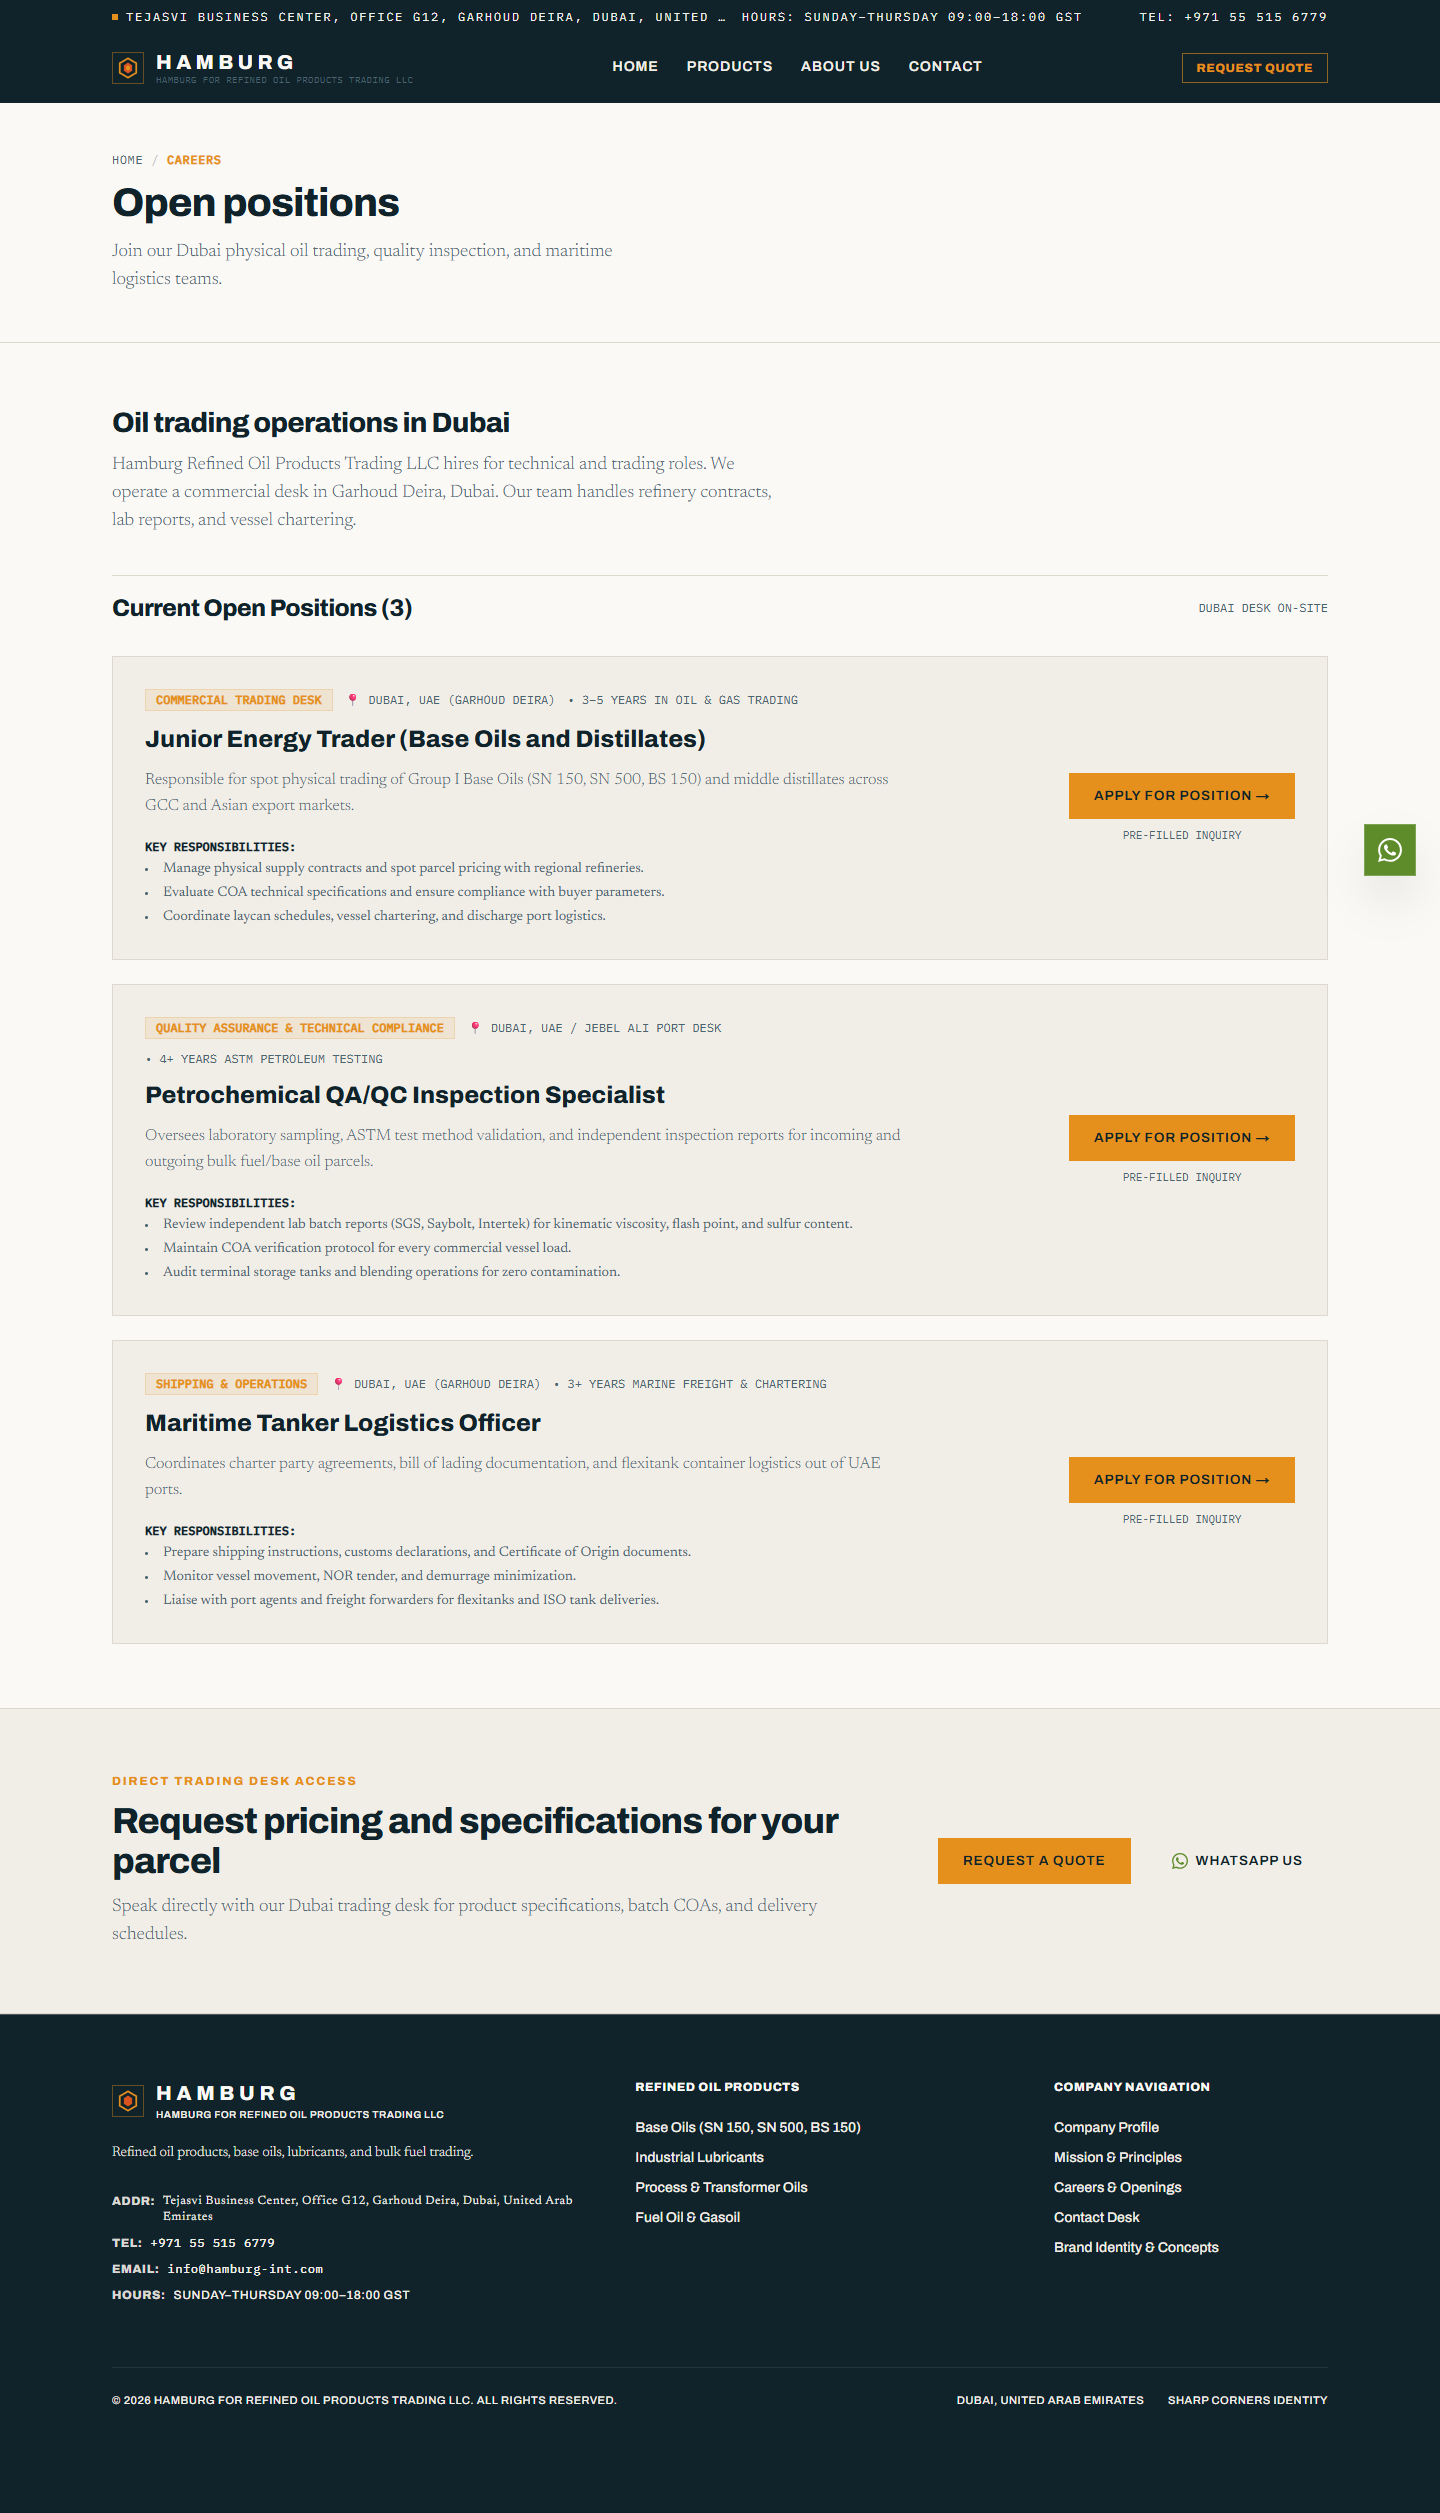 TEJASVI BUSINESS CENTER, OFFICE G12, GARHOUD DEIRA, DUBAI, UNITED … HOURS: SUNDAY–THURSDAY 09:00–18:00 GST TEL: +971 55 515 6779
HAMBURG
HAMBURG FOR REFINED OIL PRODUCTS TRADING LLC
HOME PRODUCTS ABOUT US CONTACT
REQUEST QUOTE
HOME / CAREERS
Open positions
Join our Dubai physical oil trading, quality inspection, and maritime
logistics teams.
Oil trading operations in Dubai
Hamburg Refined Oil Products Trading LLC hires for technical and trading roles. We
operate a commercial desk in Garhoud Deira, Dubai. Our team handles refinery contracts,
lab reports, and vessel chartering.
Current Open Positions (3)
DUBAI DESK ON-SITE
COMMERCIAL TRADING DESK 📍 DUBAI, UAE (GARHOUD DEIRA) • 3–5 YEARS IN OIL & GAS TRADING
Junior Energy Trader (Base Oils and Distillates)
Responsible for spot physical trading of Group I Base Oils (SN 150, SN 500, BS 150) and middle distillates across
GCC and Asian export markets.
KEY RESPONSIBILITIES:
• Manage physical supply contracts and spot parcel pricing with regional refineries.
• Evaluate COA technical specifications and ensure compliance with buyer parameters.
• Coordinate laycan schedules, vessel chartering, and discharge port logistics.
APPLY FOR POSITION →
PRE-FILLED INQUIRY
QUALITY ASSURANCE & TECHNICAL COMPLIANCE 📍 DUBAI, UAE / JEBEL ALI PORT DESK
• 4+ YEARS ASTM PETROLEUM TESTING
Petrochemical QA/QC Inspection Specialist
Oversees laboratory sampling, ASTM test method validation, and independent inspection reports for incoming and
outgoing bulk fuel/base oil parcels.
KEY RESPONSIBILITIES:
• Review independent lab batch reports (SGS, Saybolt, Intertek) for kinematic viscosity, flash point, and sulfur content.
• Maintain COA verification protocol for every commercial vessel load.
• Audit terminal storage tanks and blending operations for zero contamination.
APPLY FOR POSITION →
PRE-FILLED INQUIRY
SHIPPING & OPERATIONS 📍 DUBAI, UAE (GARHOUD DEIRA) • 3+ YEARS MARINE FREIGHT & CHARTERING
Maritime Tanker Logistics Officer
Coordinates charter party agreements, bill of lading documentation, and flexitank container logistics out of UAE
ports.
KEY RESPONSIBILITIES:
• Prepare shipping instructions, customs declarations, and Certificate of Origin documents.
• Monitor vessel movement, NOR tender, and demurrage minimization.
• Liaise with port agents and freight forwarders for flexitanks and ISO tank deliveries.
APPLY FOR POSITION →
PRE-FILLED INQUIRY
DIRECT TRADING DESK ACCESS
Request pricing and specifications for your
parcel
Speak directly with our Dubai trading desk for product specifications, batch COAs, and delivery
schedules.
REQUEST A QUOTE
WHATSAPP US
HAMBURG
HAMBURG FOR REFINED OIL PRODUCTS TRADING LLC
Refined oil products, base oils, lubricants, and bulk fuel trading.
ADDR: Tejasvi Business Center, Office G12, Garhoud Deira, Dubai, United Arab
Emirates
TEL: +971 55 515 6779
EMAIL: info@hamburg-int.com
HOURS: SUNDAY–THURSDAY 09:00–18:00 GST
REFINED OIL PRODUCTS
Base Oils (SN 150, SN 500, BS 150)
Industrial Lubricants
Process & Transformer Oils
Fuel Oil & Gasoil
COMPANY NAVIGATION
Company Profile
Mission & Principles
Careers & Openings
Contact Desk
Brand Identity & Concepts
© 2026 HAMBURG FOR REFINED OIL PRODUCTS TRADING LLC. ALL RIGHTS RESERVED.
DUBAI, UNITED ARAB EMIRATES SHARP CORNERS IDENTITY